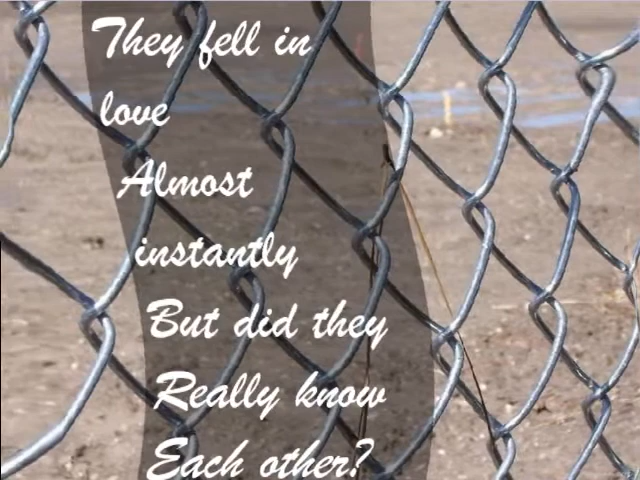 They fell in
love
Almost
instantly
But did they
Really know
Each other?